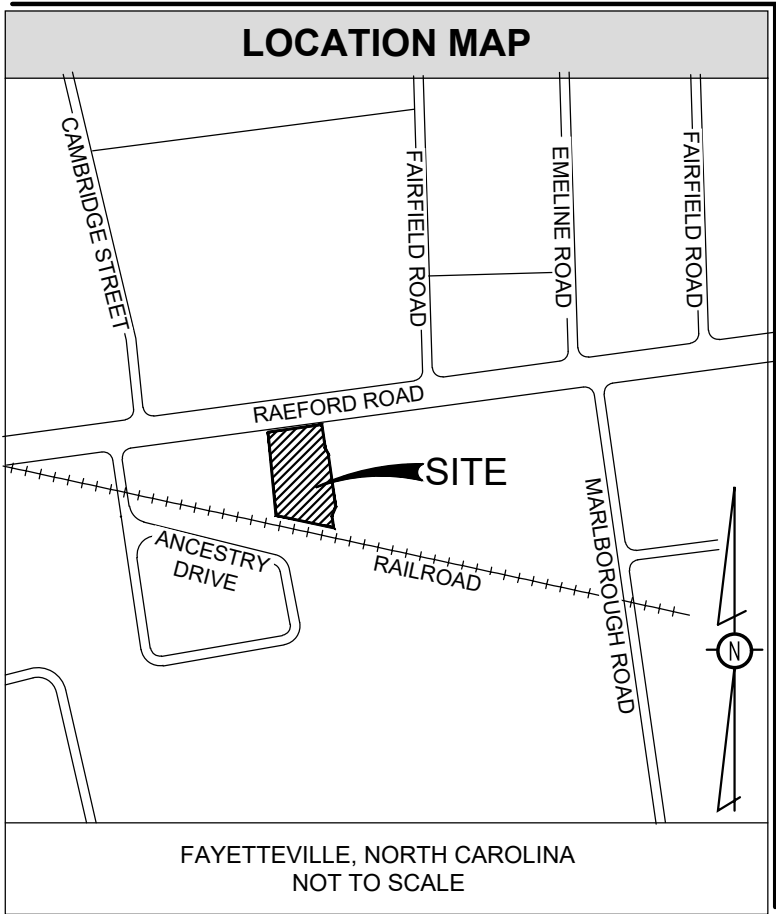 LOCATION MAP
CAMBRIDGE STREET
FAIRFIELD ROAD
EMELINE ROAD
FAIRFIELD ROAD
RAEFORD ROAD
SITE
ANCESTRY
DRIVE
RAILROAD
MARLBOROUGH ROAD
N
FAYETTEVILLE, NORTH CAROLINA
NOT TO SCALE